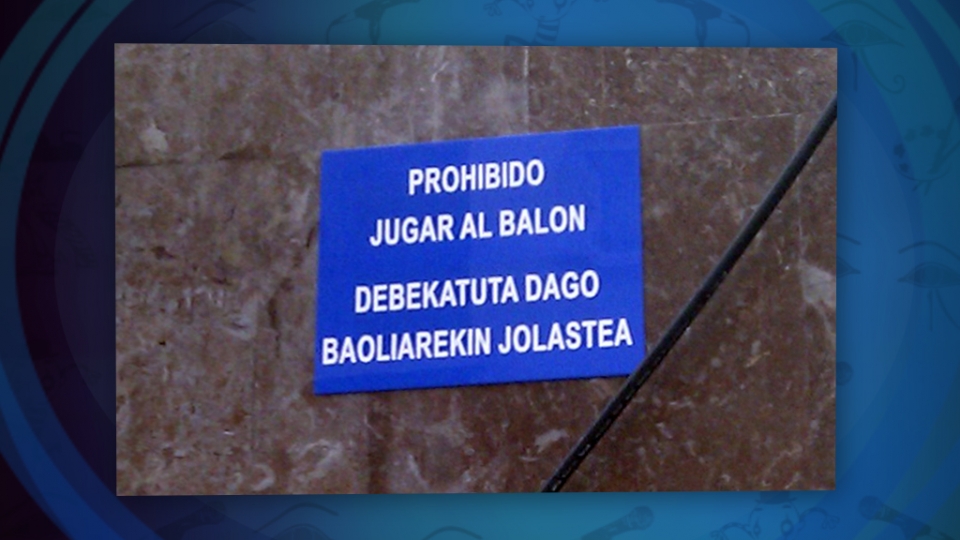 PROHIBIDO
JUGAR AL BALON
DEBEKATUTA DAGO
BAOLIAREKIN JOLASTEA